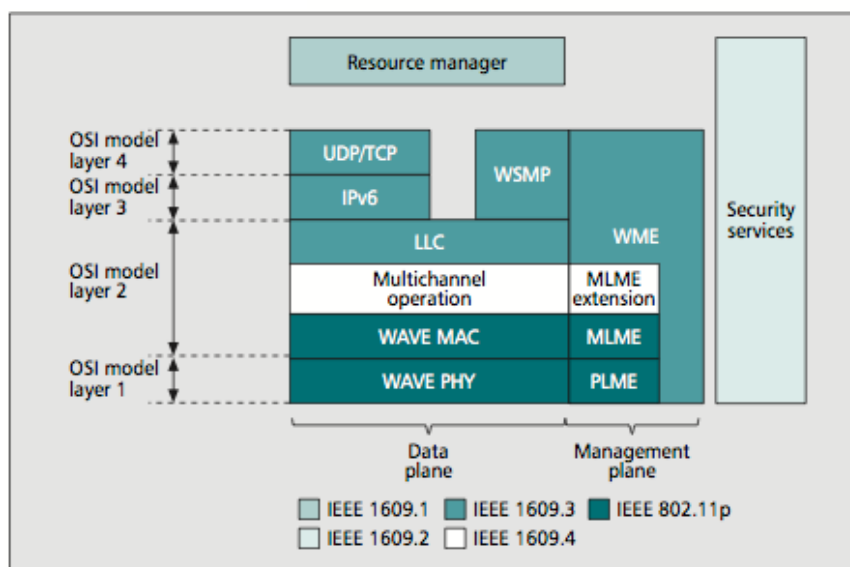 Resource manager
OSI model
layer 4
UDP/TCP
WSMP
OSI model
layer 3
IPv6
Security
services
LLC
WME
OSI model
layer 2
Multichannel
operation
MLME
extension
WAVE MAC
MLME
OSI model
layer 1
WAVE PHY
PLME
Data
plane
Management
plane
IEEE 1609.1
IEEE 1609.3
IEEE 802.11p
IEEE 1609.2
IEEE 1609.4